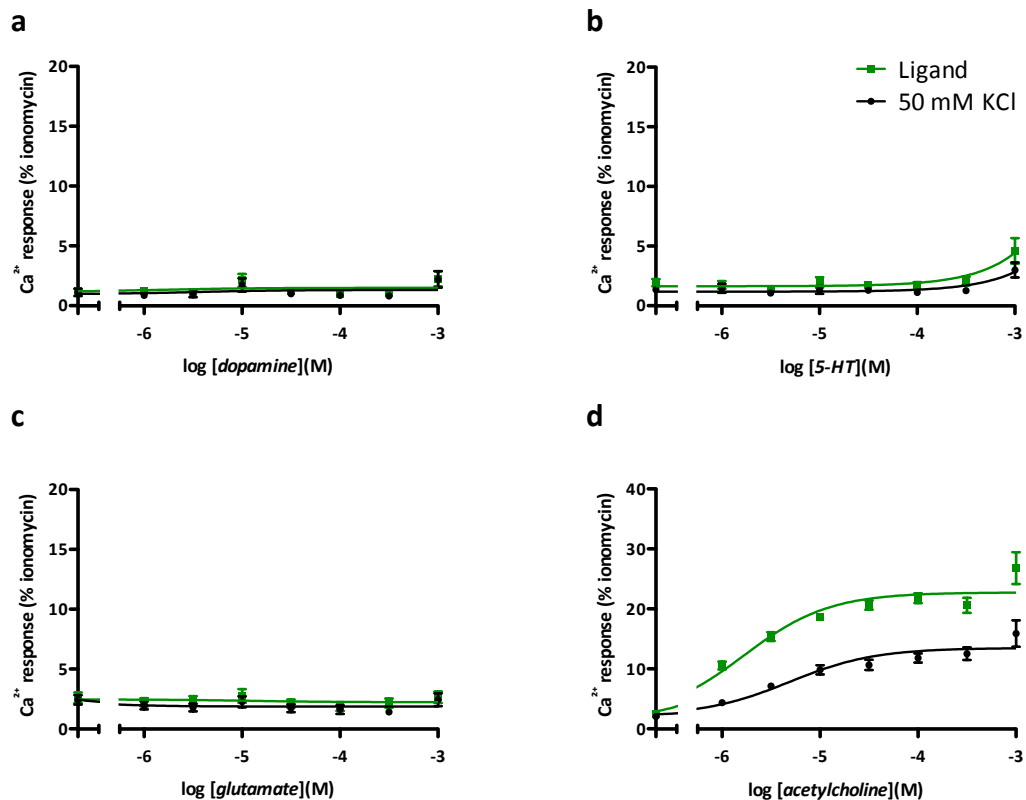 a
20
15
10
5
0
Ca²⁺ response (% ionomycin)
-6
-5
-4
-3
log [dopamine](M)
b
20
15
10
5
0
Ca²⁺ response (% ionomycin)
Ligand
50 mM KCl
-6
-5
-4
-3
log [5-HT](M)
c
20
15
10
5
0
Ca²⁺ response (% ionomycin)
-6
-5
-4
-3
log [glutamate](M)
d
40
30
20
10
0
Ca²⁺ response (% ionomycin)
-6
-5
-4
-3
log [acetylcholine](M)